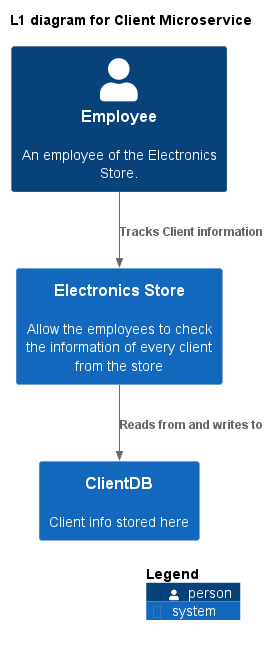 L1 diagram for Client Microservice
Employee
An employee of the Electronics
Store.
Tracks Client information
Electronics Store
Allow the employees to check
the information of every client
from the store
Reads from and writes to
ClientDB
Client info stored here
Legend
person
system